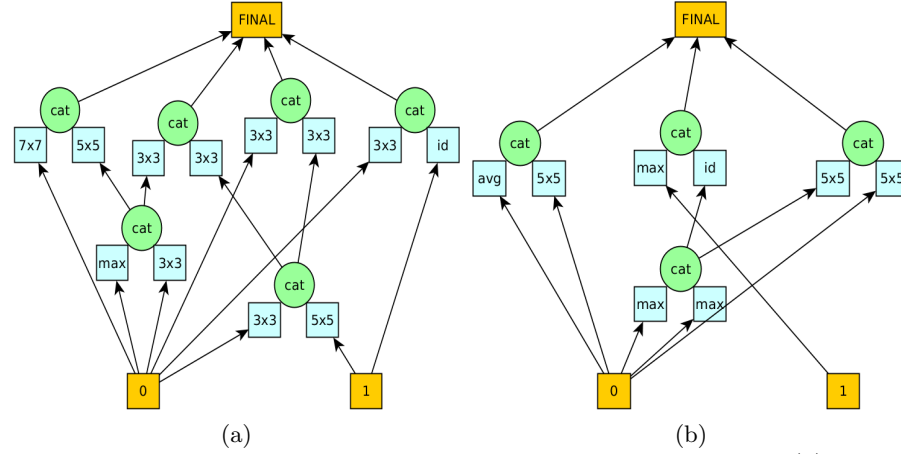 FINAL FINAL
cat cat cat cat
7x7 5x5 3x3 3x3 3x3 3x3 3x3 id
cat cat cat
avg 5x5 max id 5x5 5x5
cat cat
max 3x3 3x3 5x5
cat
max max
0 1 0 1
(a) (b)